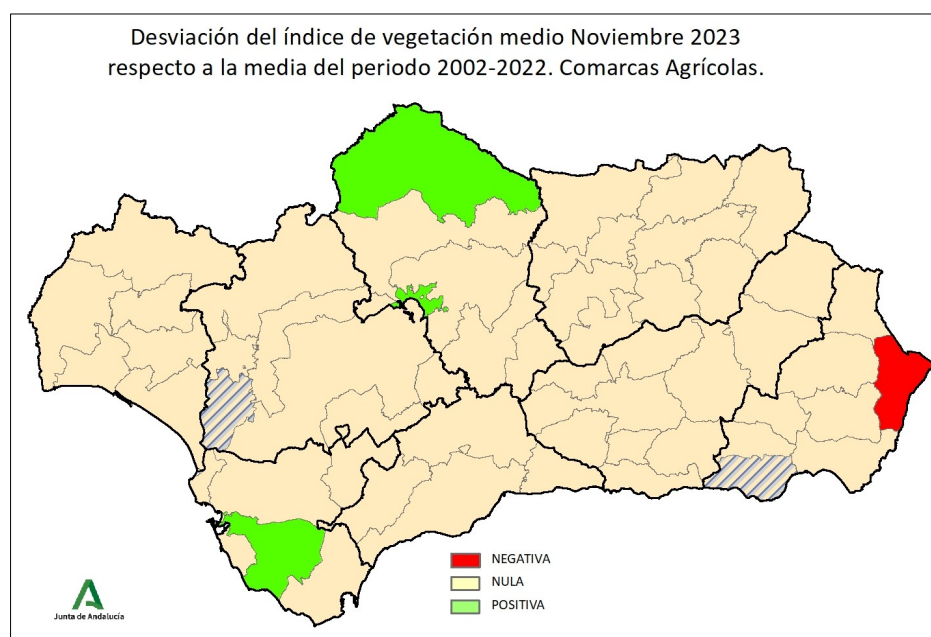 Desviación del índice de vegetación medio Noviembre 2023
respecto a la media del periodo 2002-2022. Comarcas Agrícolas.
NEGATIVA
NULA
POSITIVA
Junta de Andalucía